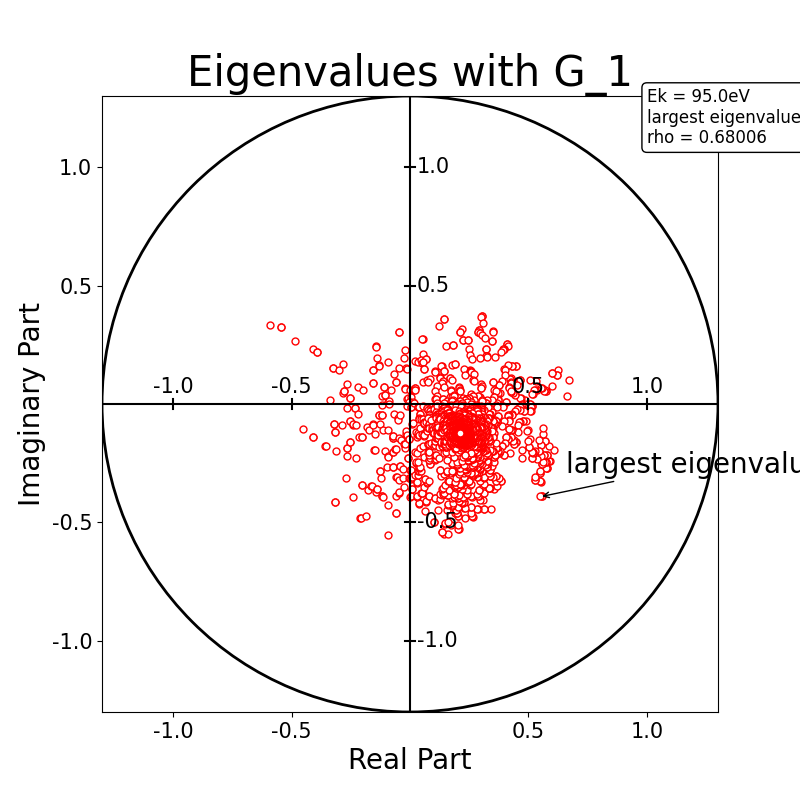 Eigenvalues with G_1
Ek = 95.0eV
largest eigenvalue
rho = 0.68006
1.0
0.5
-0.5
-1.0
1.0
0.5
-0.5
-1.0
-1.0
-0.5
0.5
1.0
largest eigenvalu
-1.0
-0.5
0.5
1.0
Imaginary Part
Real Part